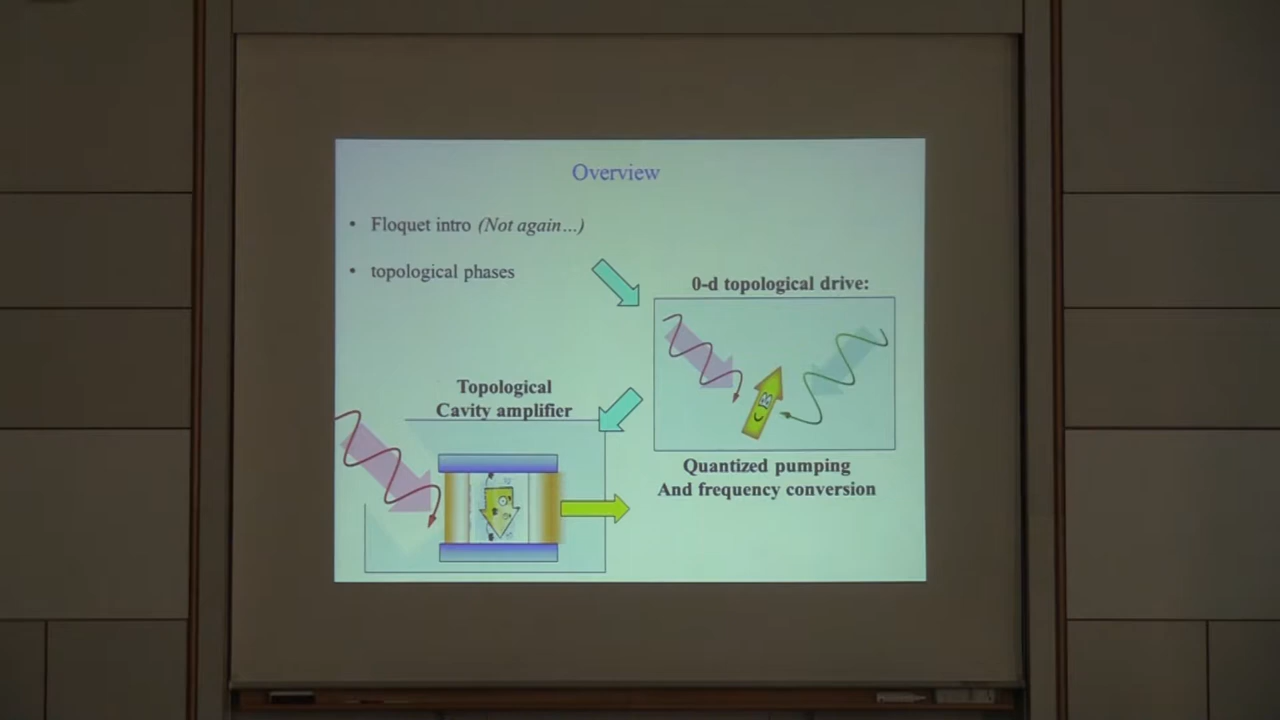 Overview
• Floquet intro (Not again...)
• topological phases
0-d topological drive:
Topological
Cavity amplifier
Quantized pumping
And frequency conversion